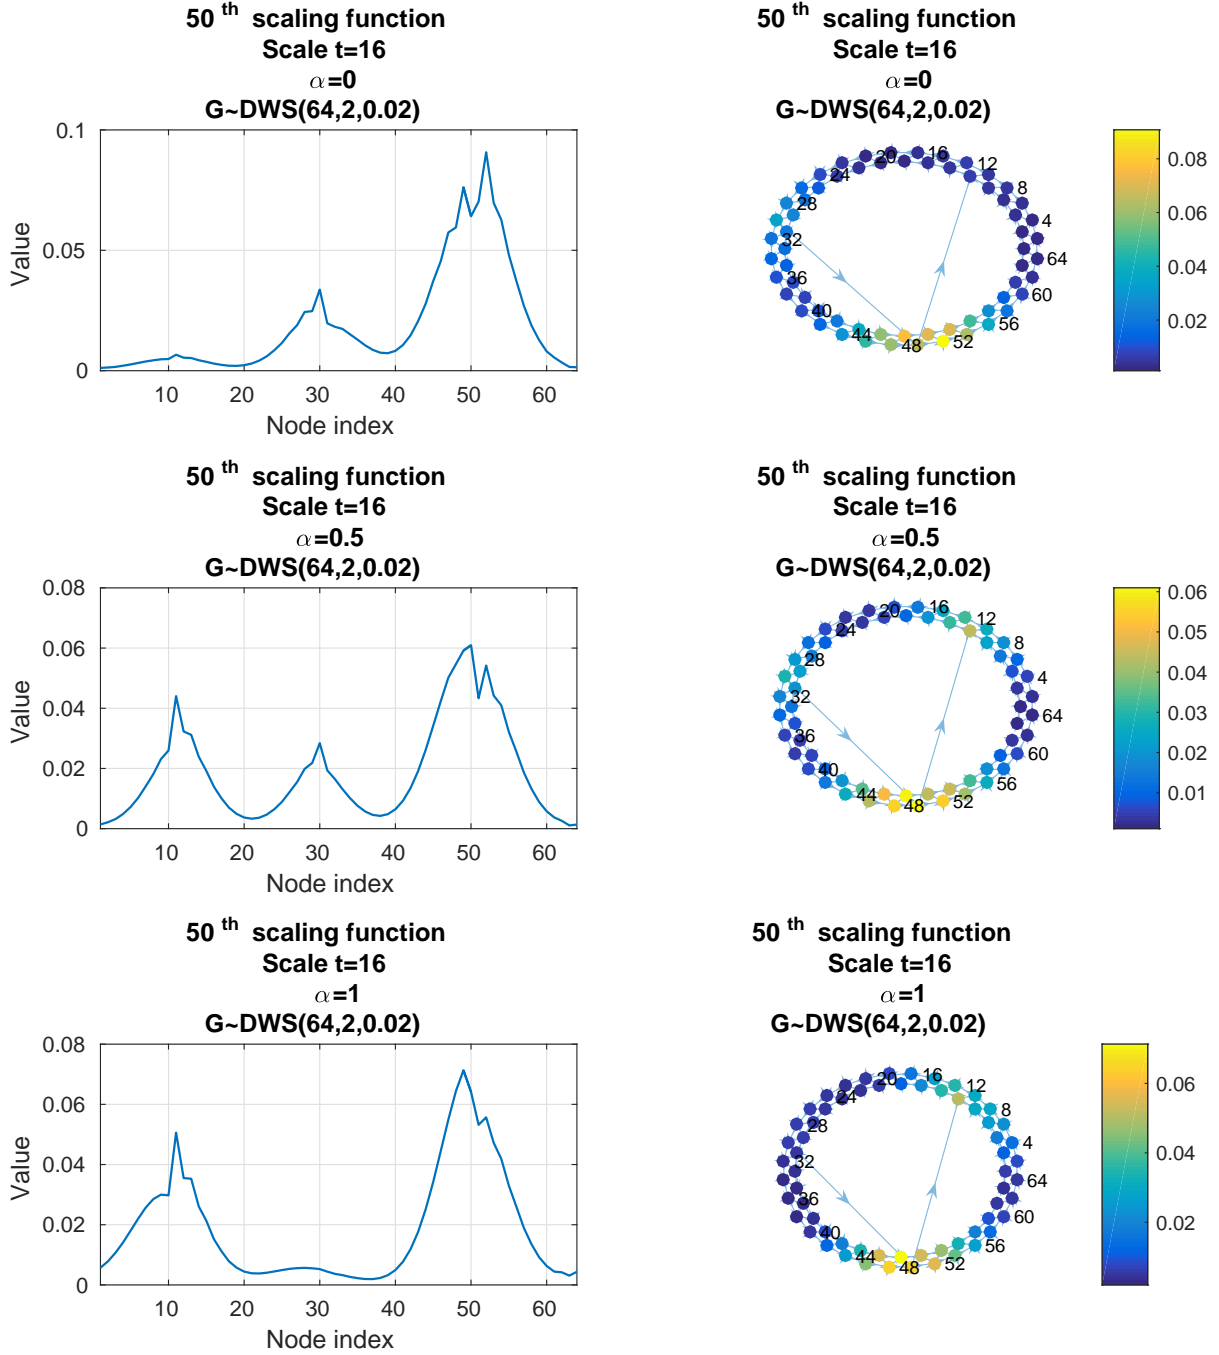 50 th scaling function
Scale t=16
α=0
G~DWS(64,2,0.02)
0.1
0.05
0
Value
10 20 30 40 50 60
Node index
50 th scaling function
Scale t=16
α=0
G~DWS(64,2,0.02)
20 16
24 12
28 8
32 4
36 64
40 60
44 48 52 56
0.08
0.06
0.04
0.02
50 th scaling function
Scale t=16
α=0.5
G~DWS(64,2,0.02)
0.08
0.06
0.04
0.02
0
Value
10 20 30 40 50 60
Node index
50 th scaling function
Scale t=16
α=0.5
G~DWS(64,2,0.02)
20 16
24 12
28 8
32 4
36 64
40 60
44 48 52 56
0.06
0.05
0.04
0.03
0.02
0.01
50 th scaling function
Scale t=16
α=1
G~DWS(64,2,0.02)
0.08
0.06
0.04
0.02
0
Value
10 20 30 40 50 60
Node index
50 th scaling function
Scale t=16
α=1
G~DWS(64,2,0.02)
20 16
24 12
28 8
32 4
36 64
40 60
44 48 52 56
0.06
0.04
0.02